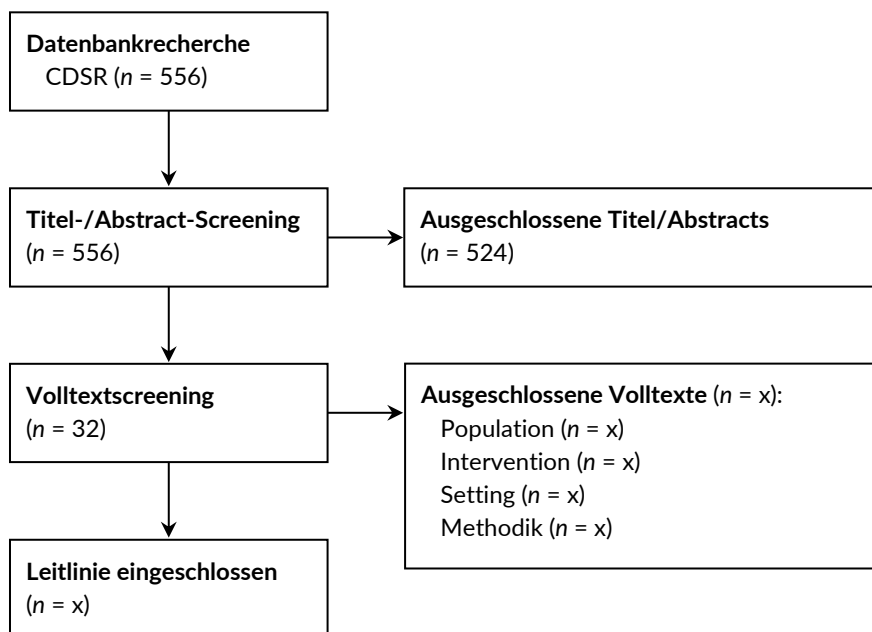 Datenbankrecherche
CDSR (n = 556)
Titel-/Abstract-Screening
(n = 556)
Ausgeschlossene Titel/Abstracts
(n = 524)
Volltextscreening
(n = 32)
Ausgeschlossene Volltexte (n = x):
Population (n = x)
Intervention (n = x)
Setting (n = x)
Methodik (n = x)
Leitlinie eingeschlossen
(n = x)